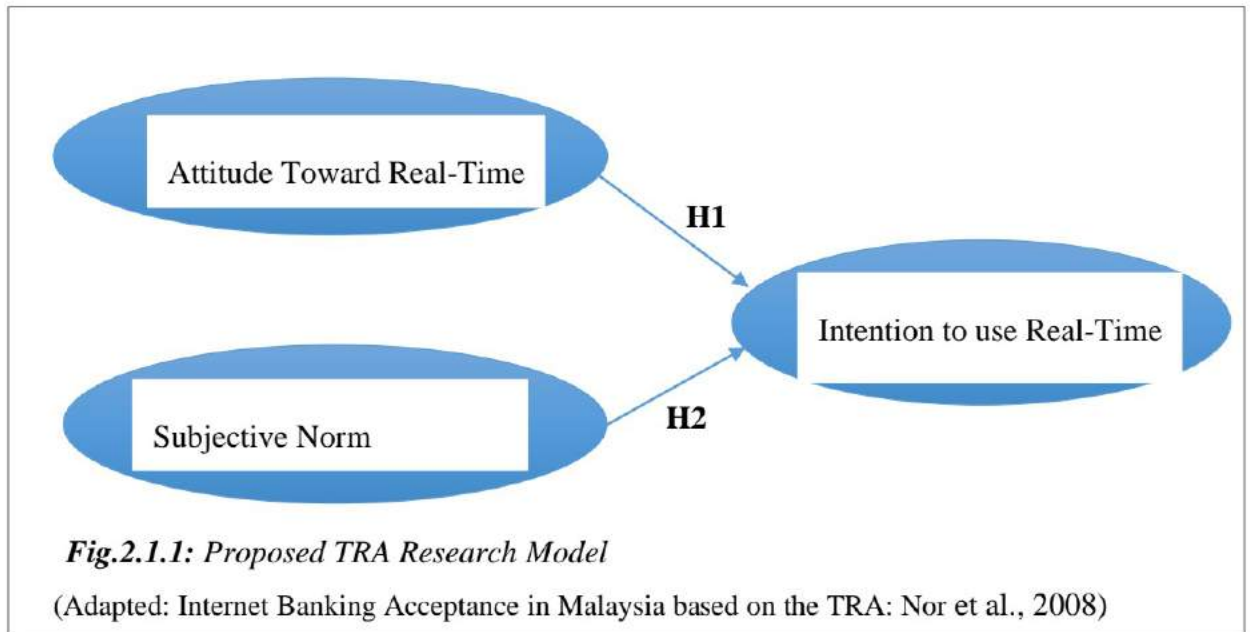 Attitude Toward Real-Time
H1
Intention to use Real-Time
Subjective Norm
H2
Fig.2.1.1: Proposed TRA Research Model
(Adapted: Internet Banking Acceptance in Malaysia based on the TRA: Nor et al., 2008)